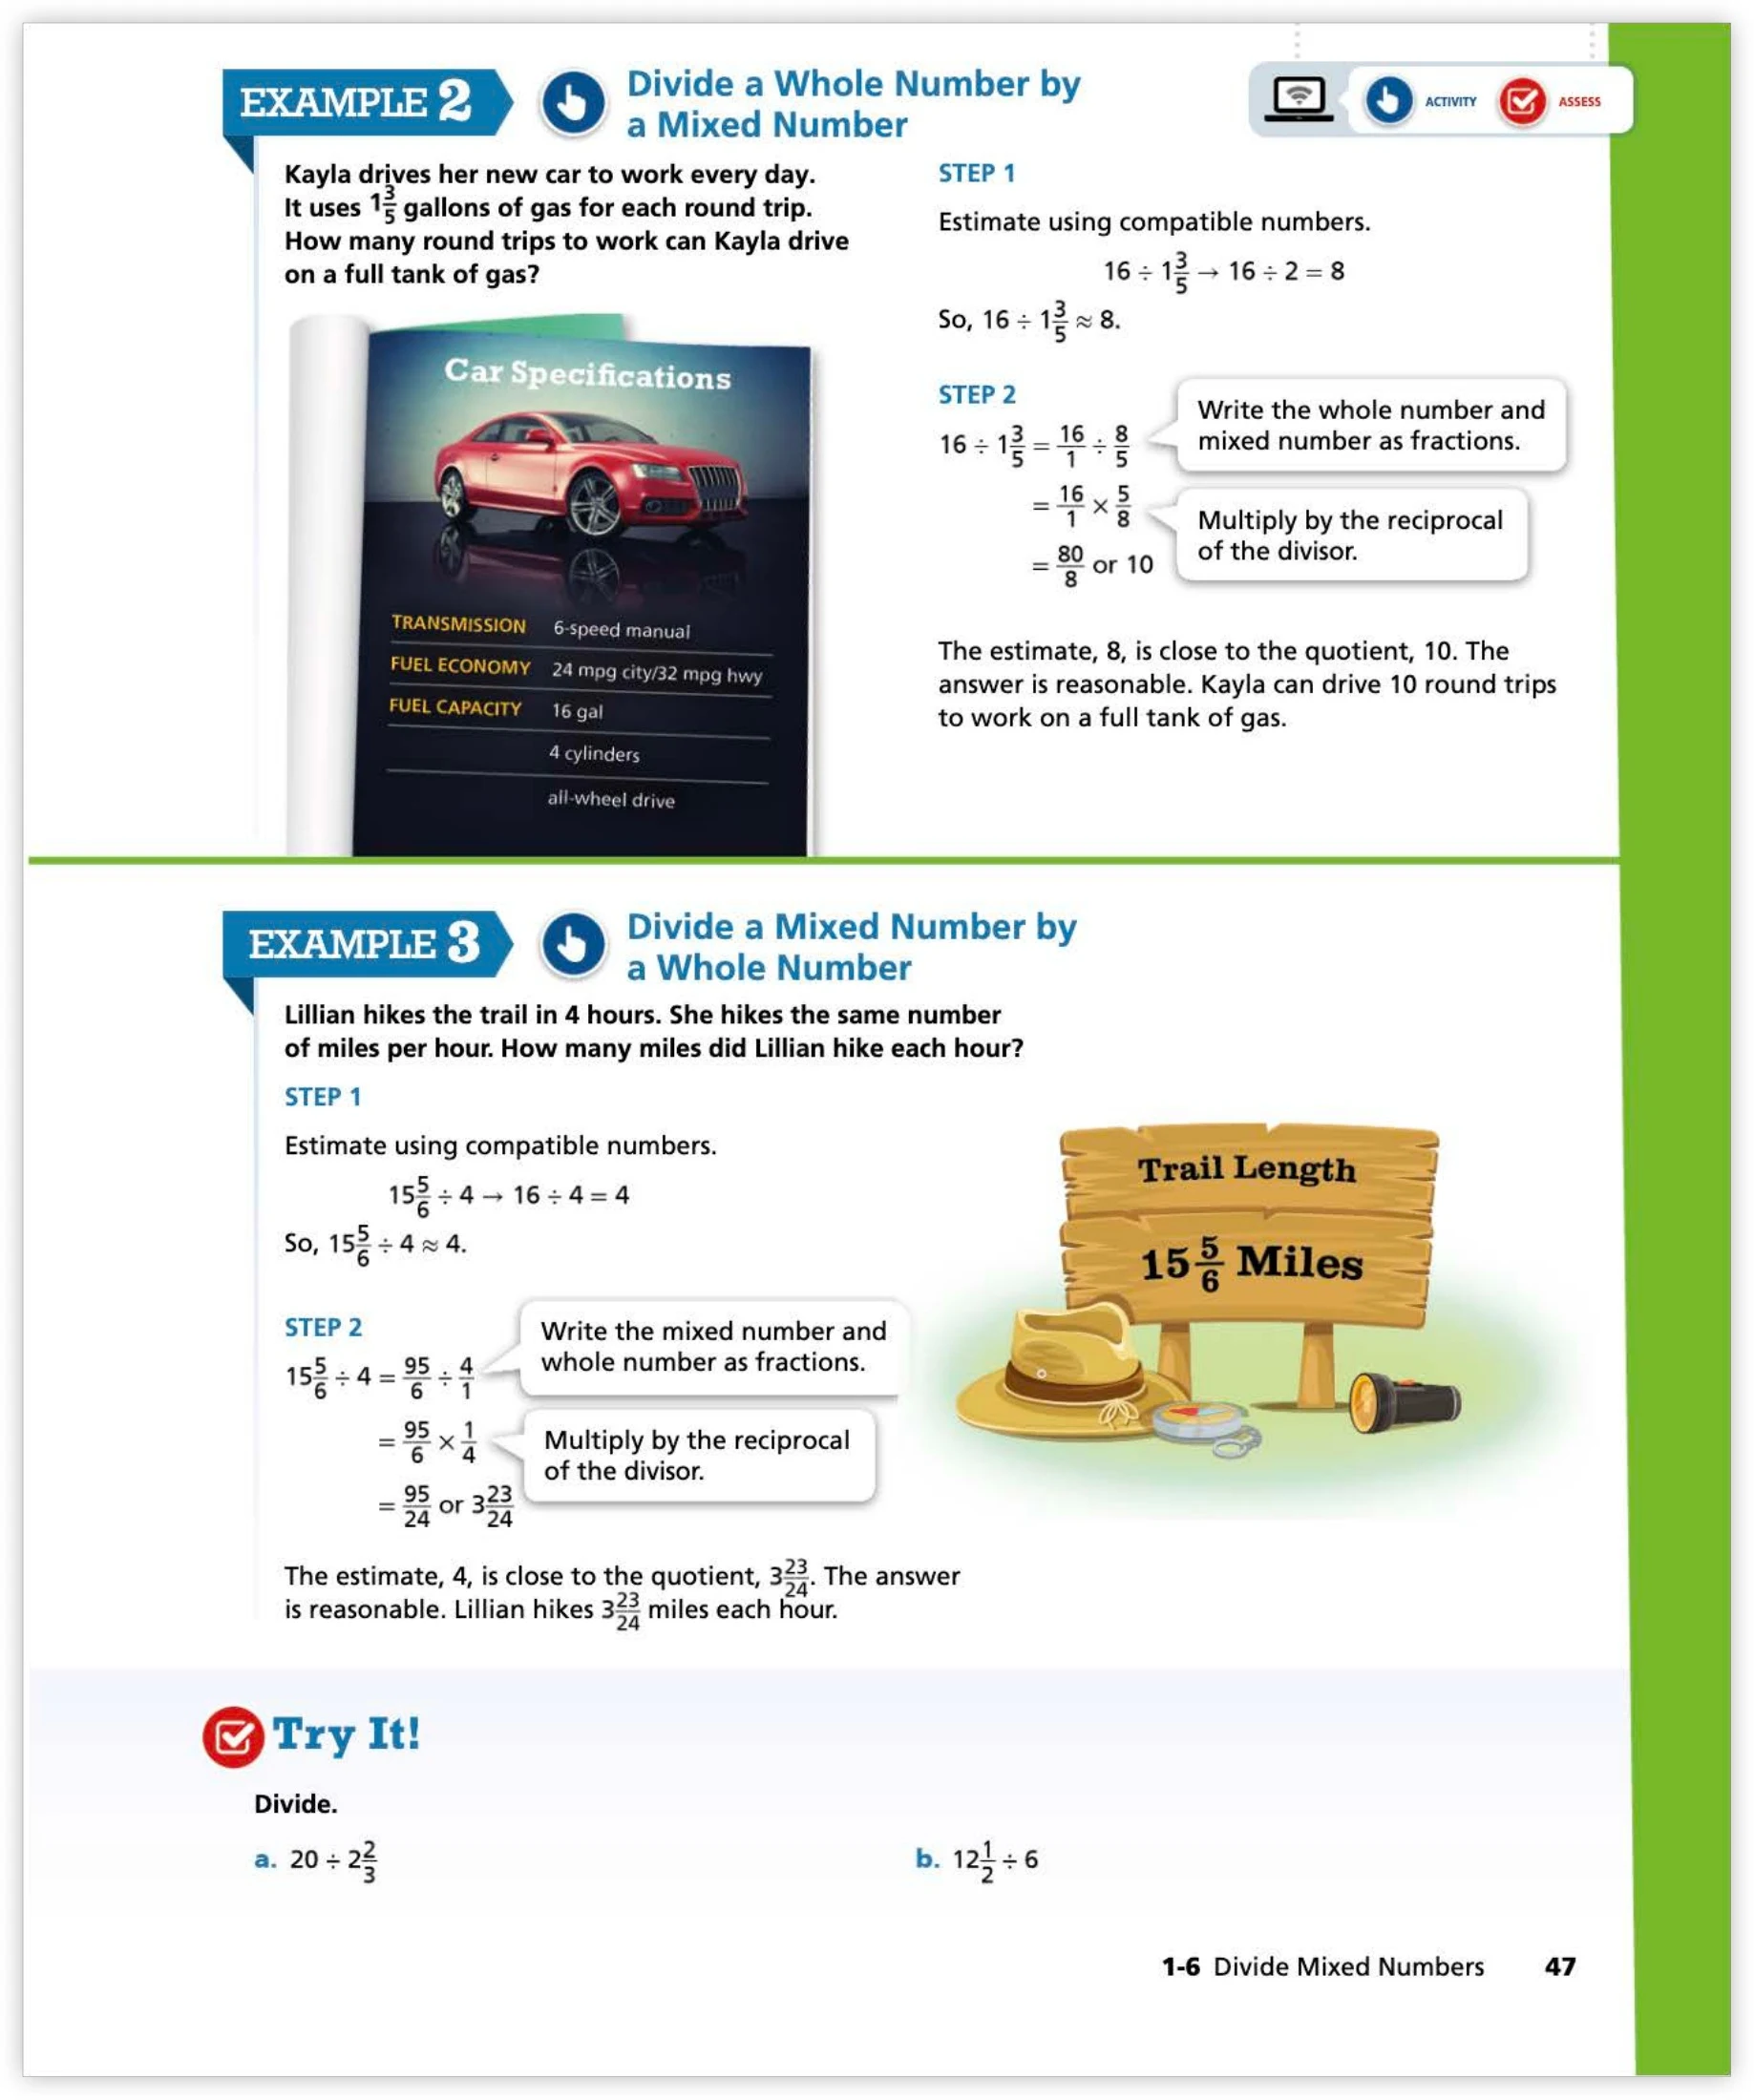 EXAMPLE 2
Divide a Whole Number by
a Mixed Number
ACTIVITY
ASSESS
Kayla drives her new car to work every day.
It uses 1 3/5 gallons of gas for each round trip.
How many round trips to work can Kayla drive
on a full tank of gas?
Car Specifications
TRANSMISSION 6-speed manual
FUEL ECONOMY 24 mpg city/32 mpg hwy
FUEL CAPACITY 16 gal
4 cylinders
all-wheel drive
STEP 1
Estimate using compatible numbers.
16 ÷ 1 3/5 → 16 ÷ 2 = 8
So, 16 ÷ 1 3/5 ≈ 8.
STEP 2
16 ÷ 1 3/5 = 16/1 ÷ 8/5
Write the whole number and
mixed number as fractions.
= 16/1 × 5/8
Multiply by the reciprocal
of the divisor.
= 80/8 or 10
The estimate, 8, is close to the quotient, 10. The
answer is reasonable. Kayla can drive 10 round trips
to work on a full tank of gas.
EXAMPLE 3
Divide a Mixed Number by
a Whole Number
Lillian hikes the trail in 4 hours. She hikes the same number
of miles per hour. How many miles did Lillian hike each hour?
STEP 1
Estimate using compatible numbers.
15 5/6 ÷ 4 → 16 ÷ 4 = 4
So, 15 5/6 ÷ 4 ≈ 4.
Trail Length
15 5/6 Miles
STEP 2
15 5/6 ÷ 4 = 95/6 ÷ 4/1
Write the mixed number and
whole number as fractions.
= 95/6 × 1/4
Multiply by the reciprocal
of the divisor.
= 95/24 or 3 23/24
The estimate, 4, is close to the quotient, 3 23/24. The answer
is reasonable. Lillian hikes 3 23/24 miles each hour.
Try It!
Divide.
a. 20 ÷ 2 2/3
b. 12 1/2 ÷ 6
1-6 Divide Mixed Numbers 47